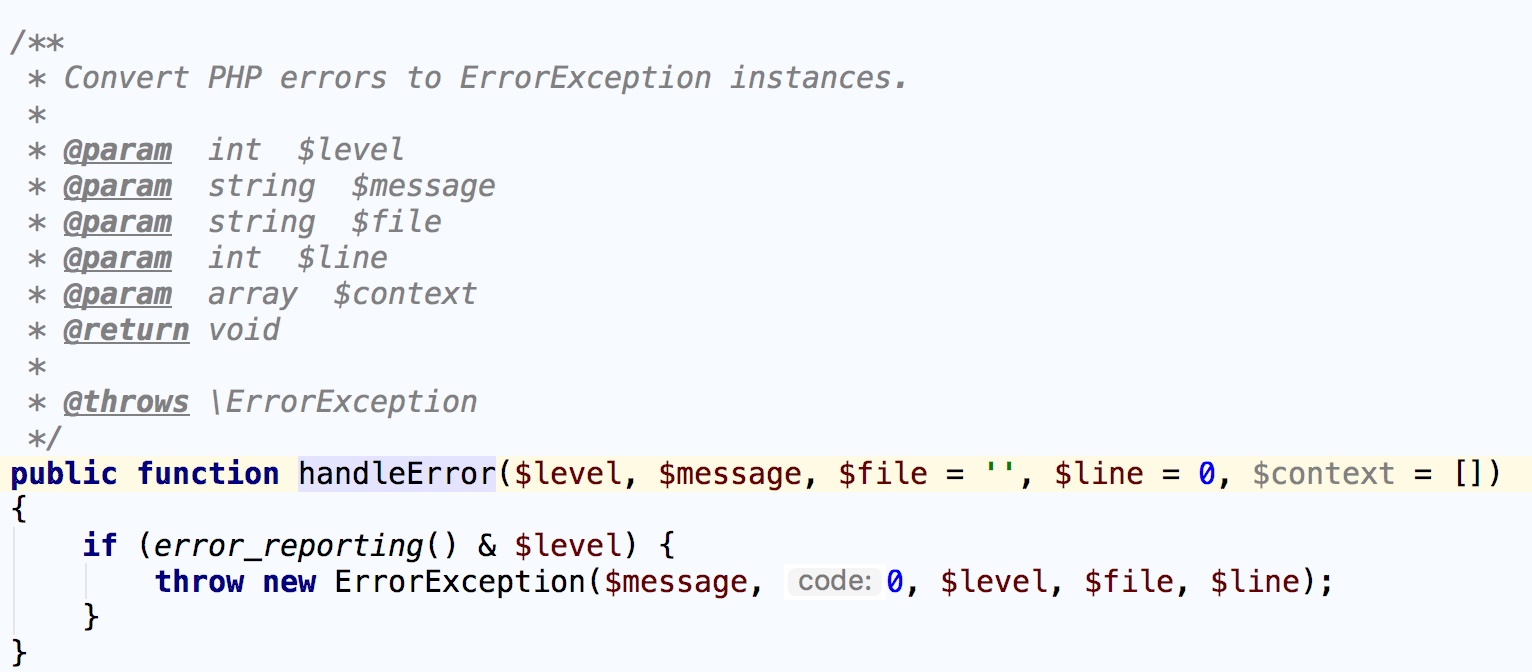 /**
 * Convert PHP errors to ErrorException instances.
 *
 * @param  int  $level
 * @param  string  $message
 * @param  string  $file
 * @param  int  $line
 * @param  array  $context
 * @return void
 *
 * @throws \ErrorException
 */
public function handleError($level, $message, $file = '', $line = 0, $context = [])
{
    if (error_reporting() & $level) {
        throw new ErrorException($message, code: 0, $level, $file, $line);
    }
}